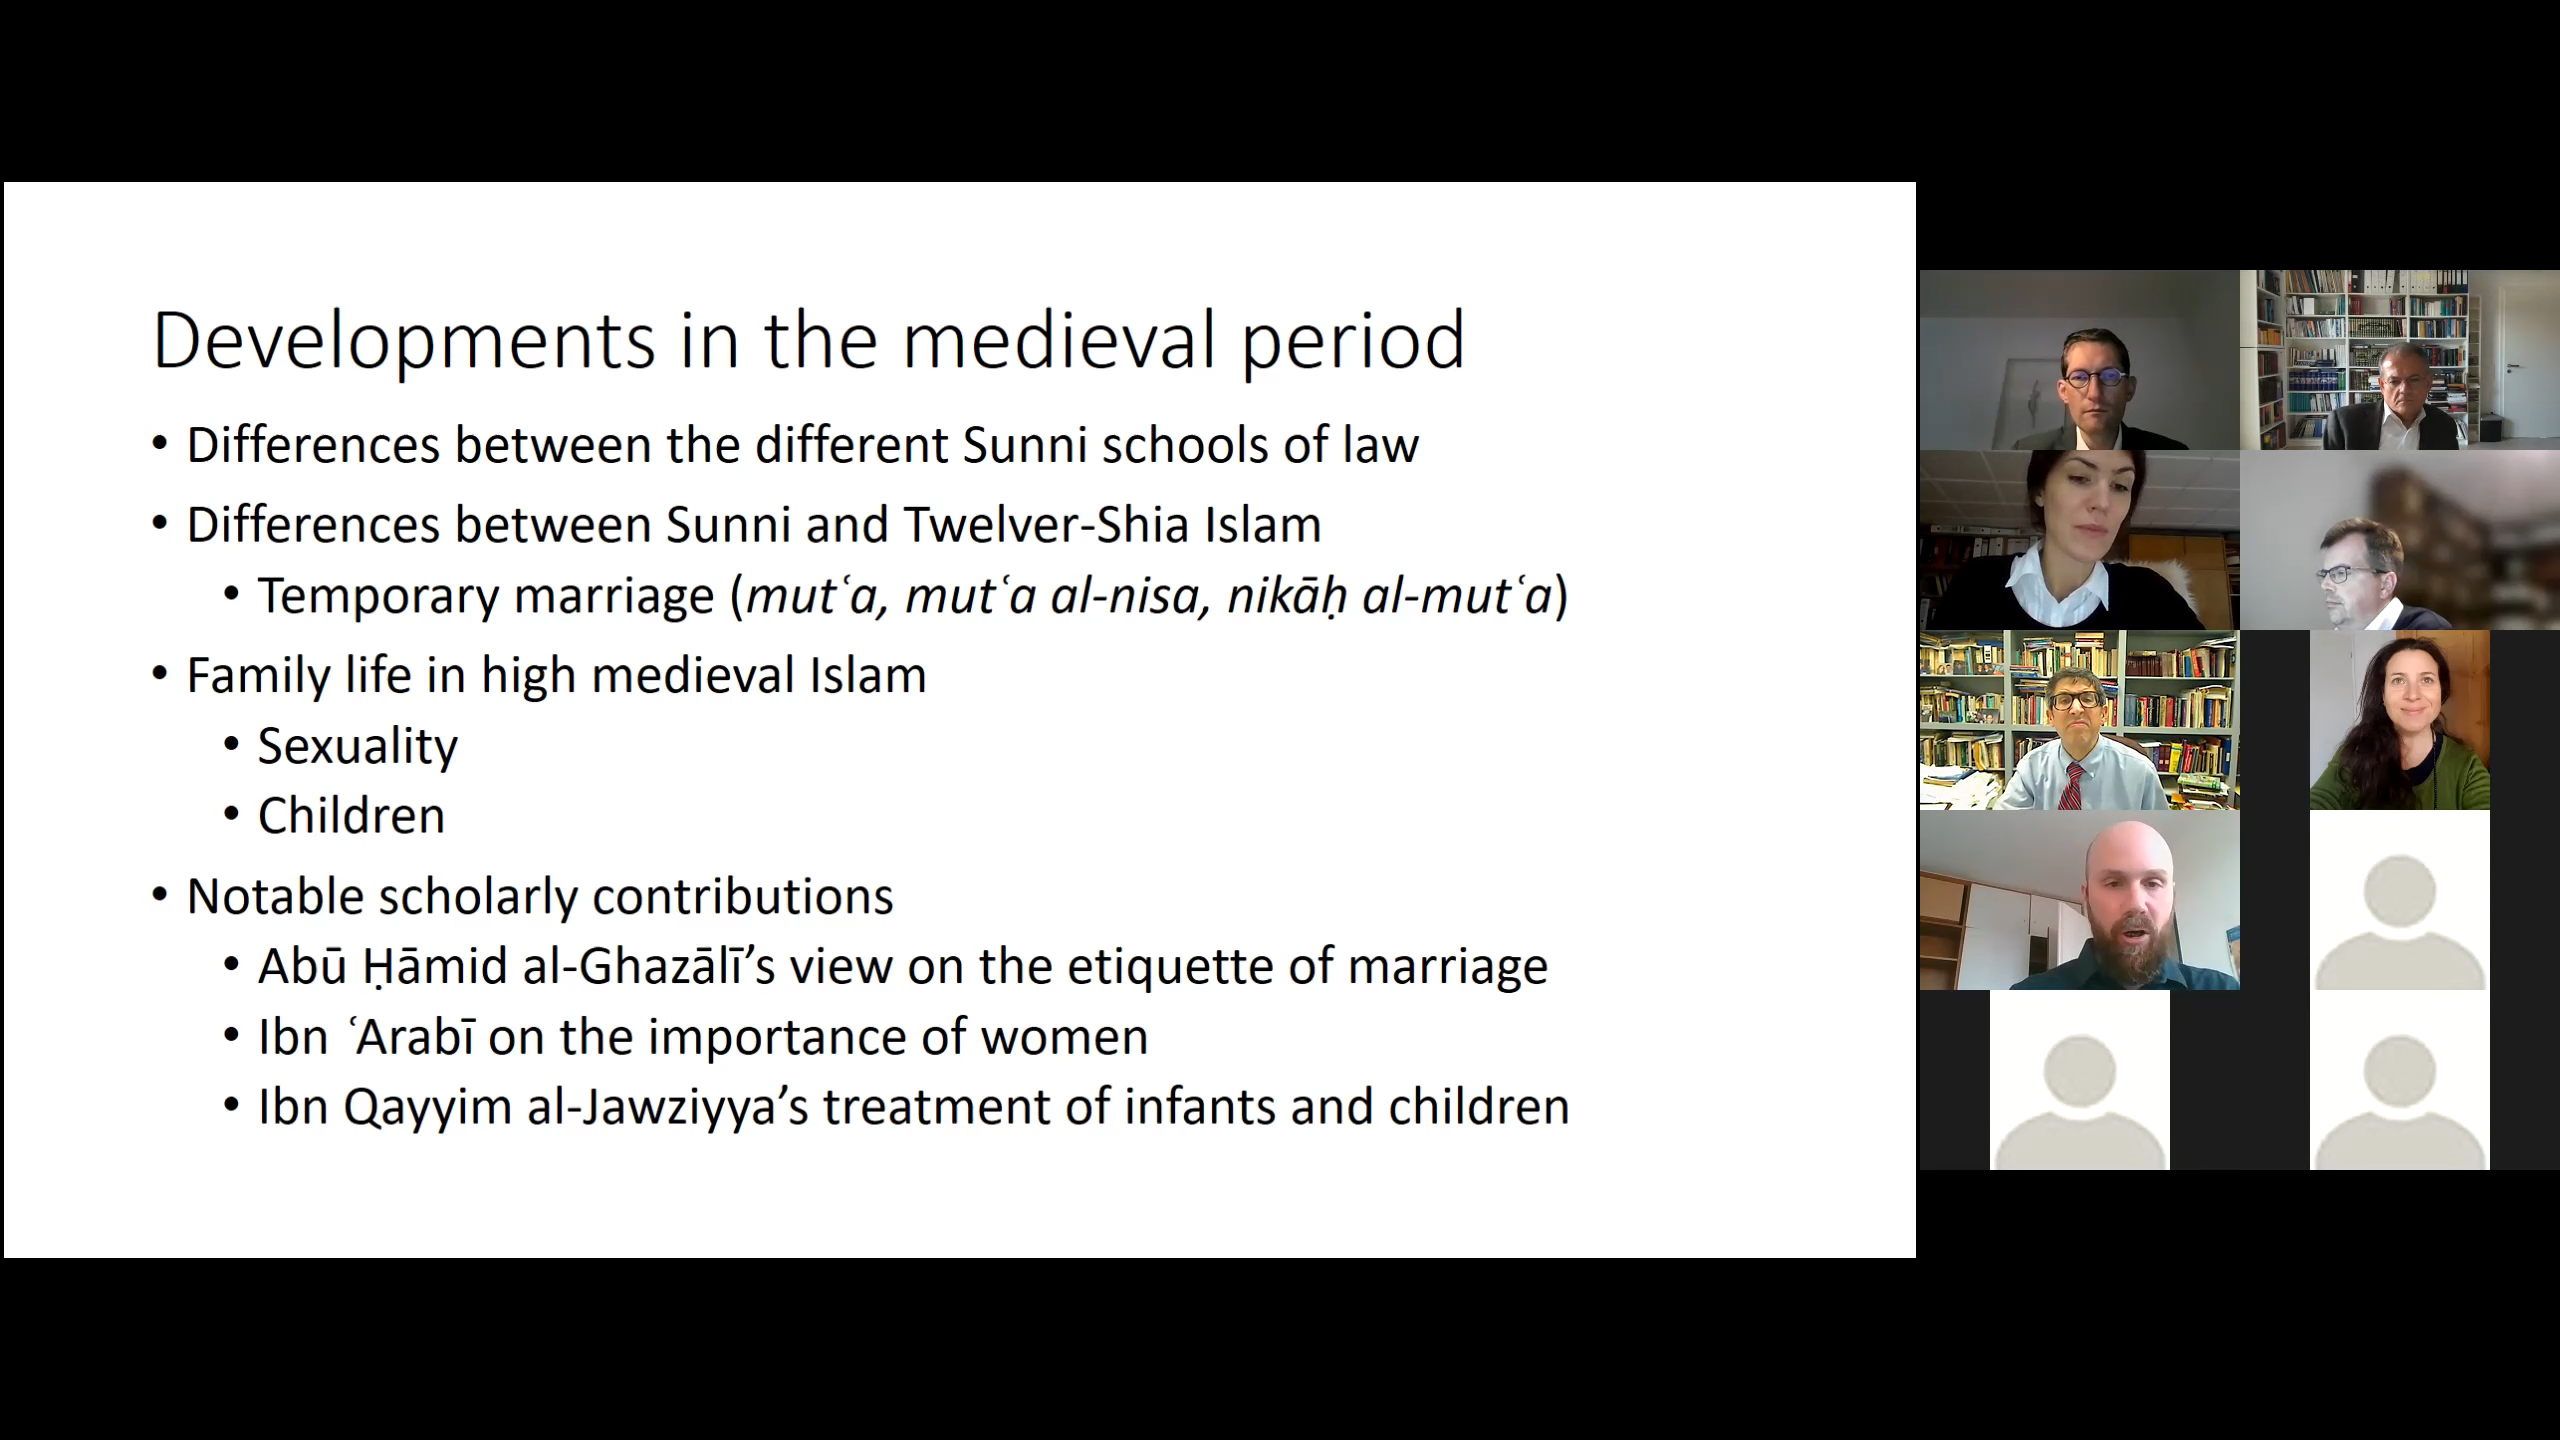 Developments in the medieval period
• Differences between the different Sunni schools of law
• Differences between Sunni and Twelver-Shia Islam
• Temporary marriage (mutʿa, mutʿa al-nisa, nikāḥ al-mutʿa)
• Family life in high medieval Islam
• Sexuality
• Children
• Notable scholarly contributions
• Abū Ḥāmid al-Ghazālī’s view on the etiquette of marriage
• Ibn ʿArabī on the importance of women
• Ibn Qayyim al-Jawziyya’s treatment of infants and children